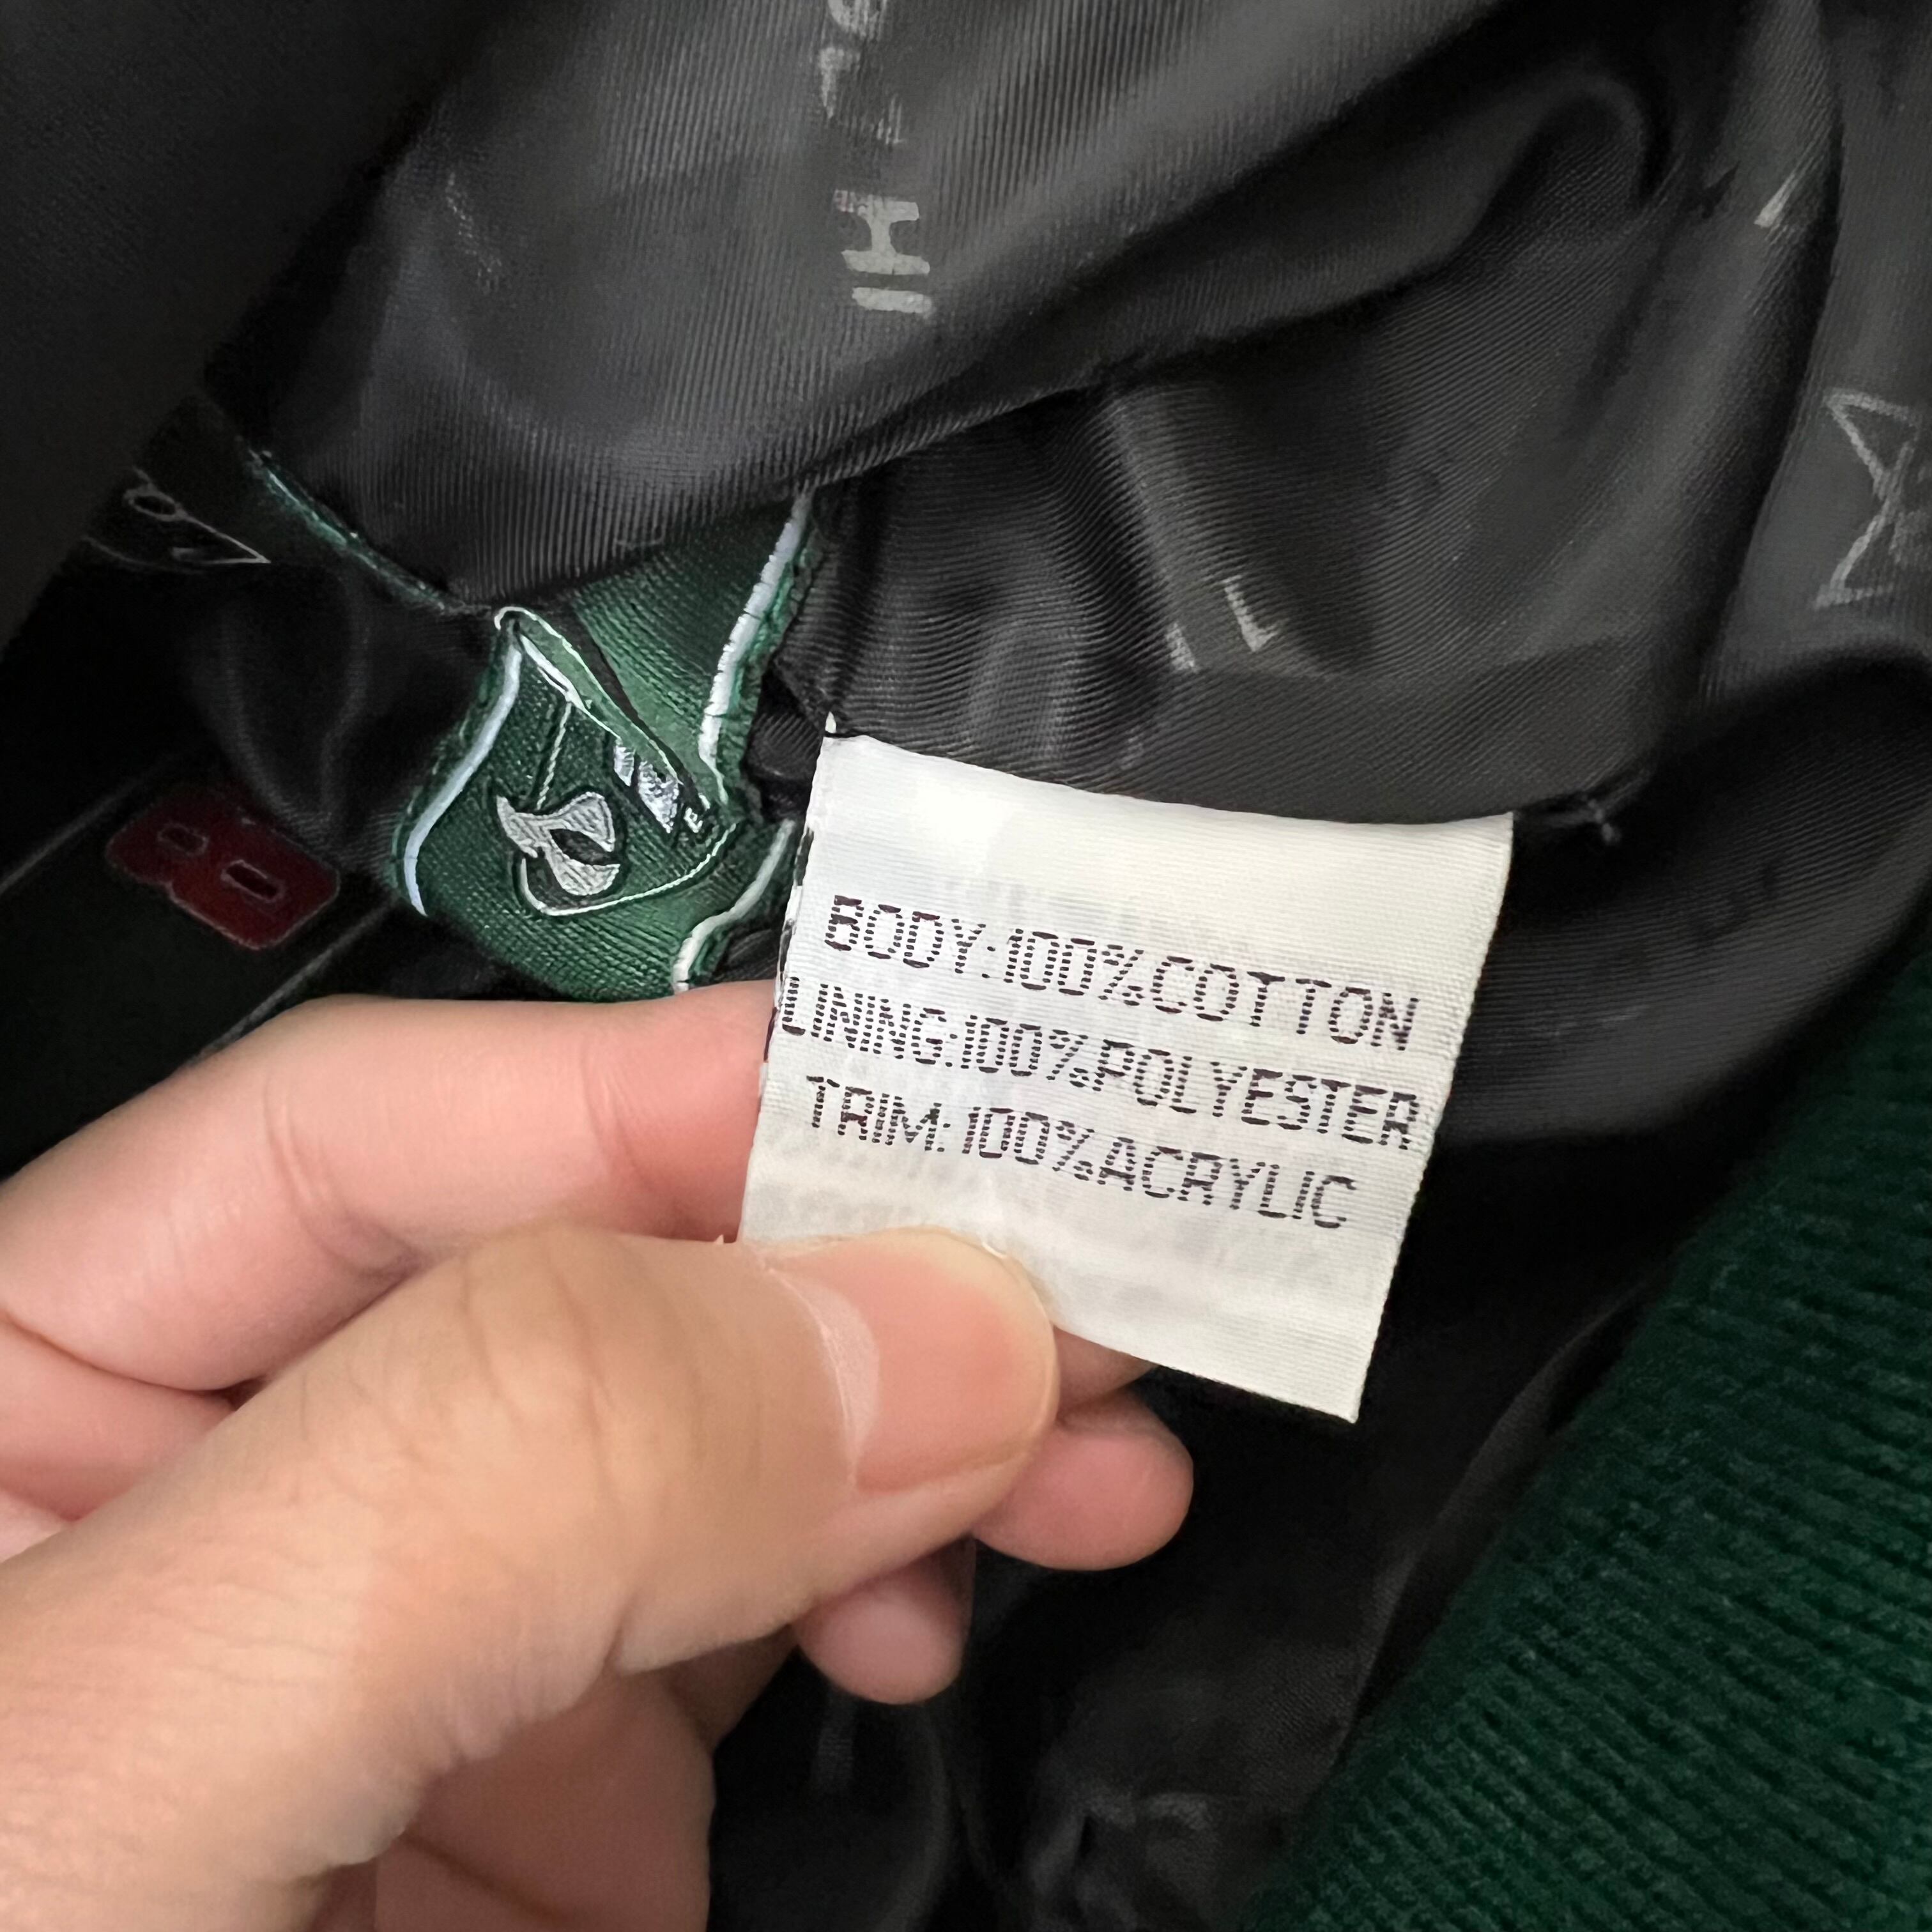 BODY:100%COTTON
LINING:100%POLYESTER
TRIM:100%ACRYLIC